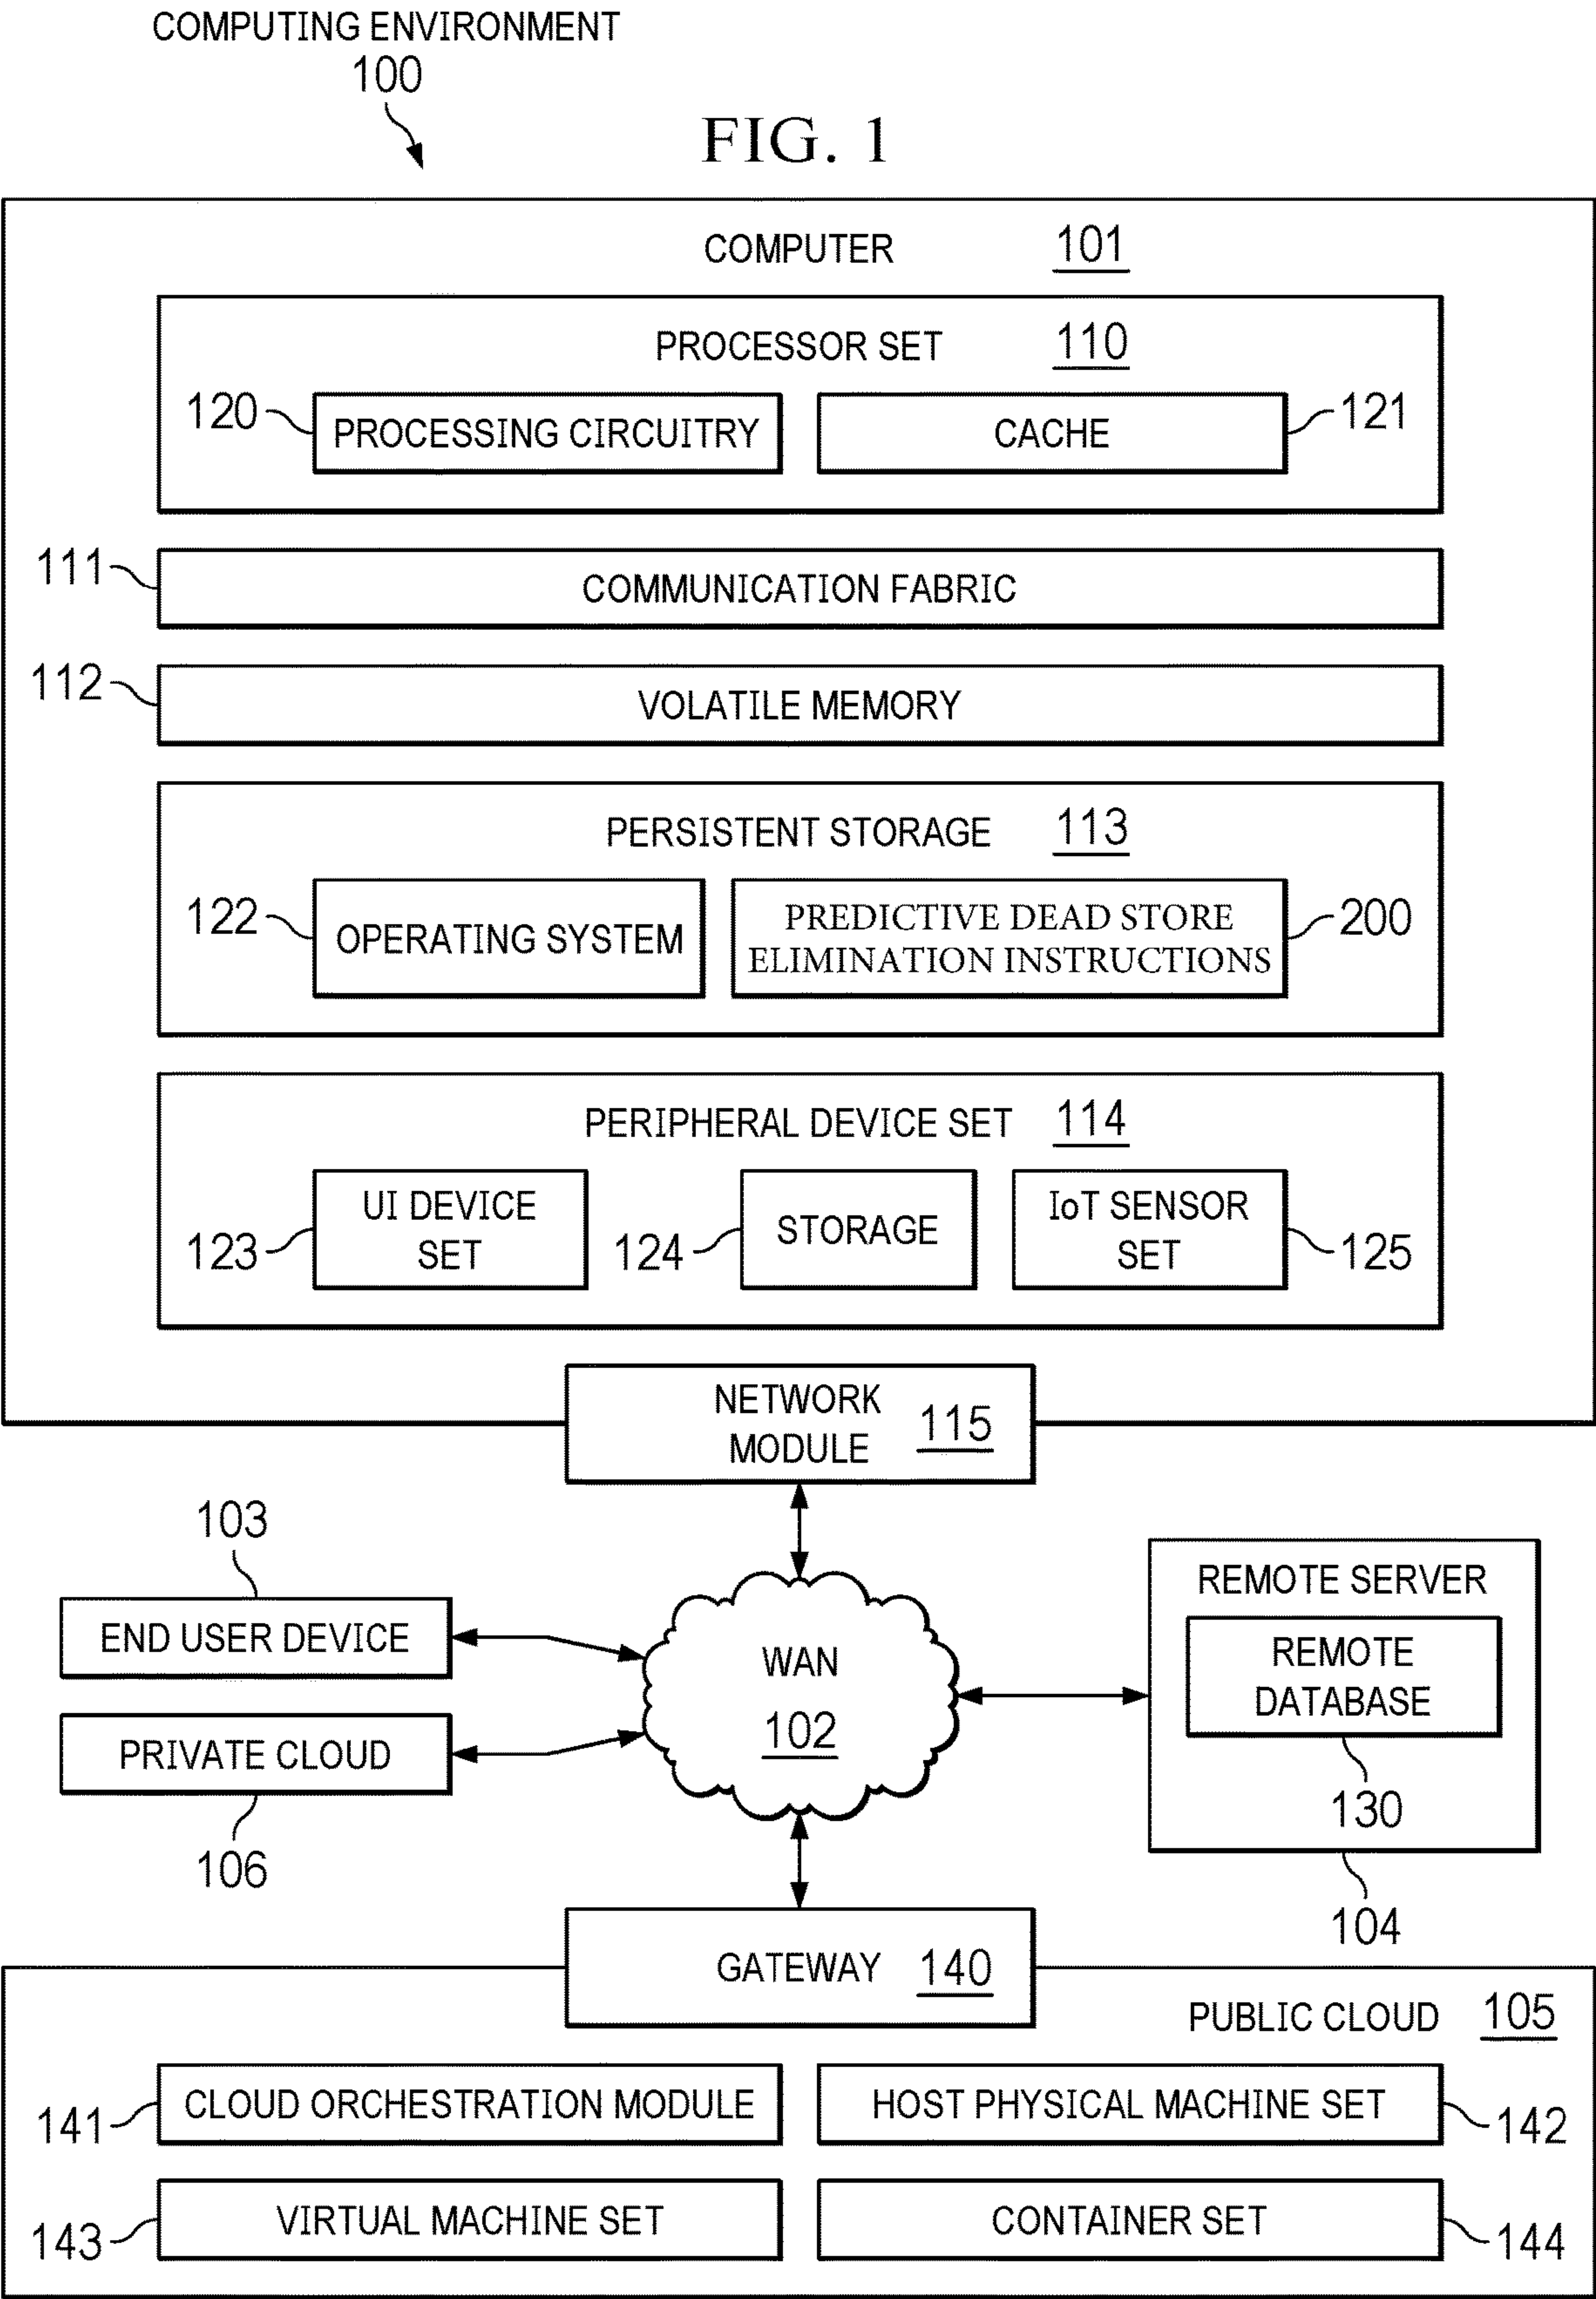 COMPUTING ENVIRONMENT
100
FIG. 1
COMPUTER 101
PROCESSOR SET 110
120 PROCESSING CIRCUITRY CACHE 121
111 COMMUNICATION FABRIC
112 VOLATILE MEMORY
PERSISTENT STORAGE 113
122 OPERATING SYSTEM
PREDICTIVE DEAD STORE
ELIMINATION INSTRUCTIONS
200
PERIPHERAL DEVICE SET 114
123
UI DEVICE
SET
124 STORAGE
IoT SENSOR
SET
125
NETWORK
MODULE
115
103
END USER DEVICE
PRIVATE CLOUD
106
WAN
102
REMOTE SERVER
REMOTE
DATABASE
130
104
GATEWAY 140
PUBLIC CLOUD 105
141 CLOUD ORCHESTRATION MODULE HOST PHYSICAL MACHINE SET 142
143 VIRTUAL MACHINE SET CONTAINER SET 144